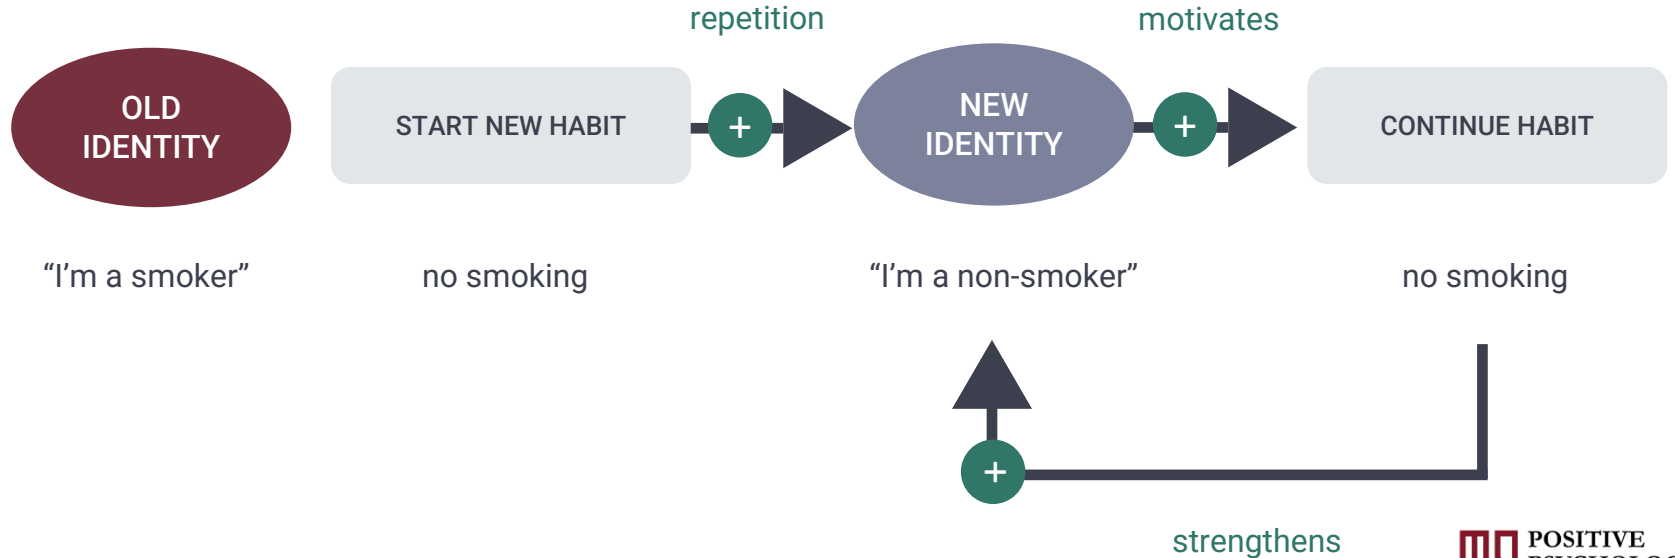 repetition
motivates
OLD
IDENTITY
START NEW HABIT
+
NEW
IDENTITY
+
CONTINUE HABIT
“I’m a smoker”
no smoking
“I’m a non-smoker”
no smoking
+
strengthens
POSITIVE